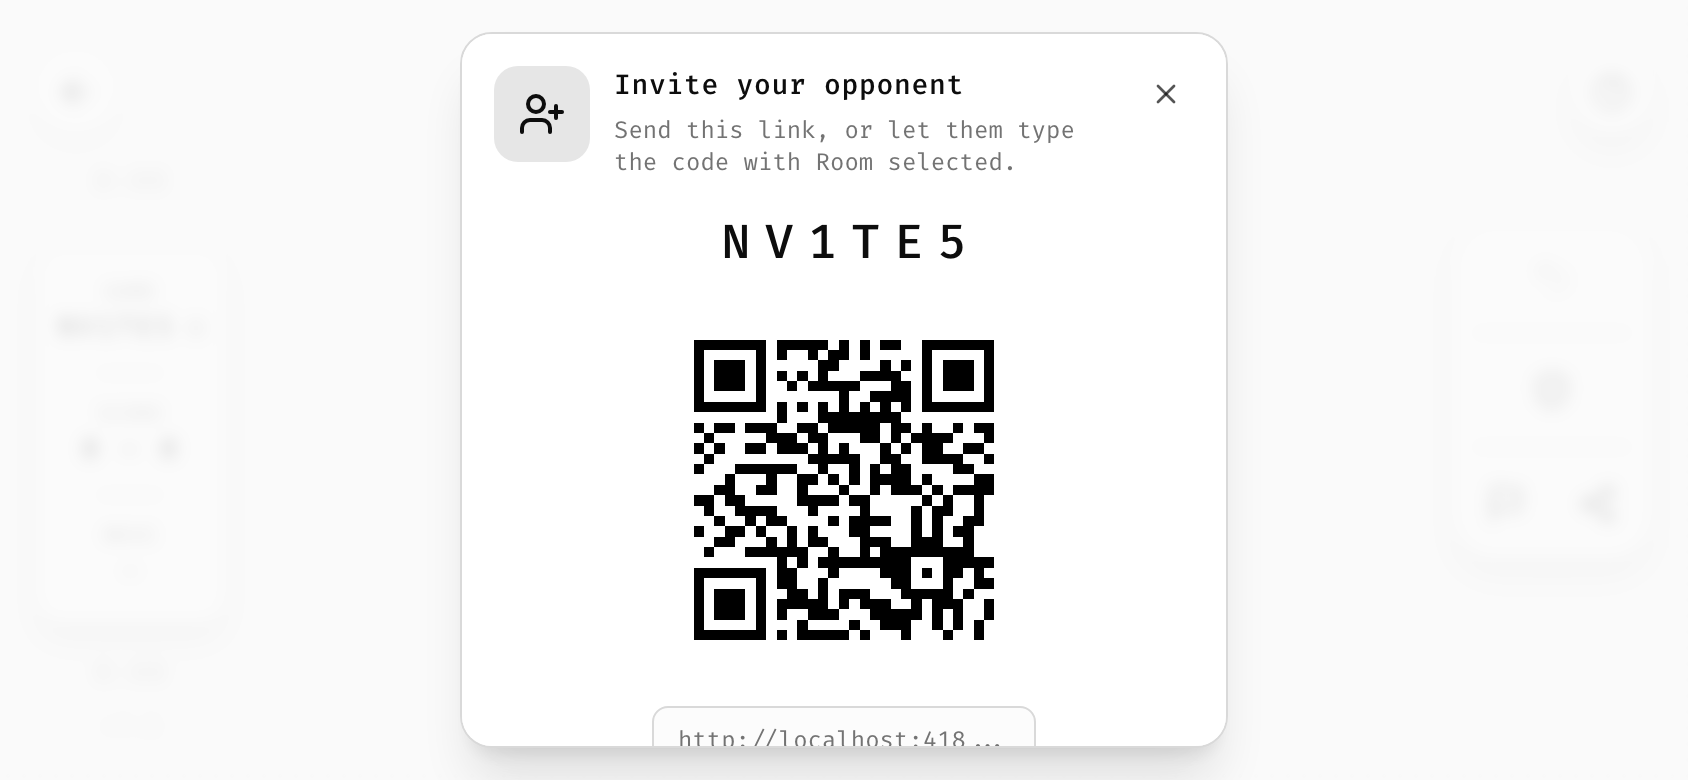 Invite your opponent
Send this link, or let them type
the code with Room selected.
NV1TE5
http://localhost:418...